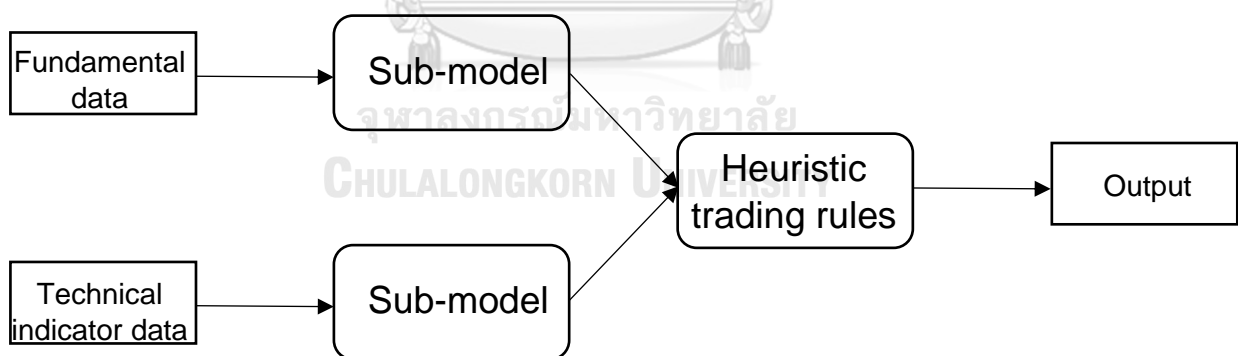 Fundamental
data
Sub-model
จุฬาลงกรณ์มหาวิทยาลัย
CHULALONGKORN UNIVERSITY
Heuristic
trading rules
Output
Technical
indicator data
Sub-model